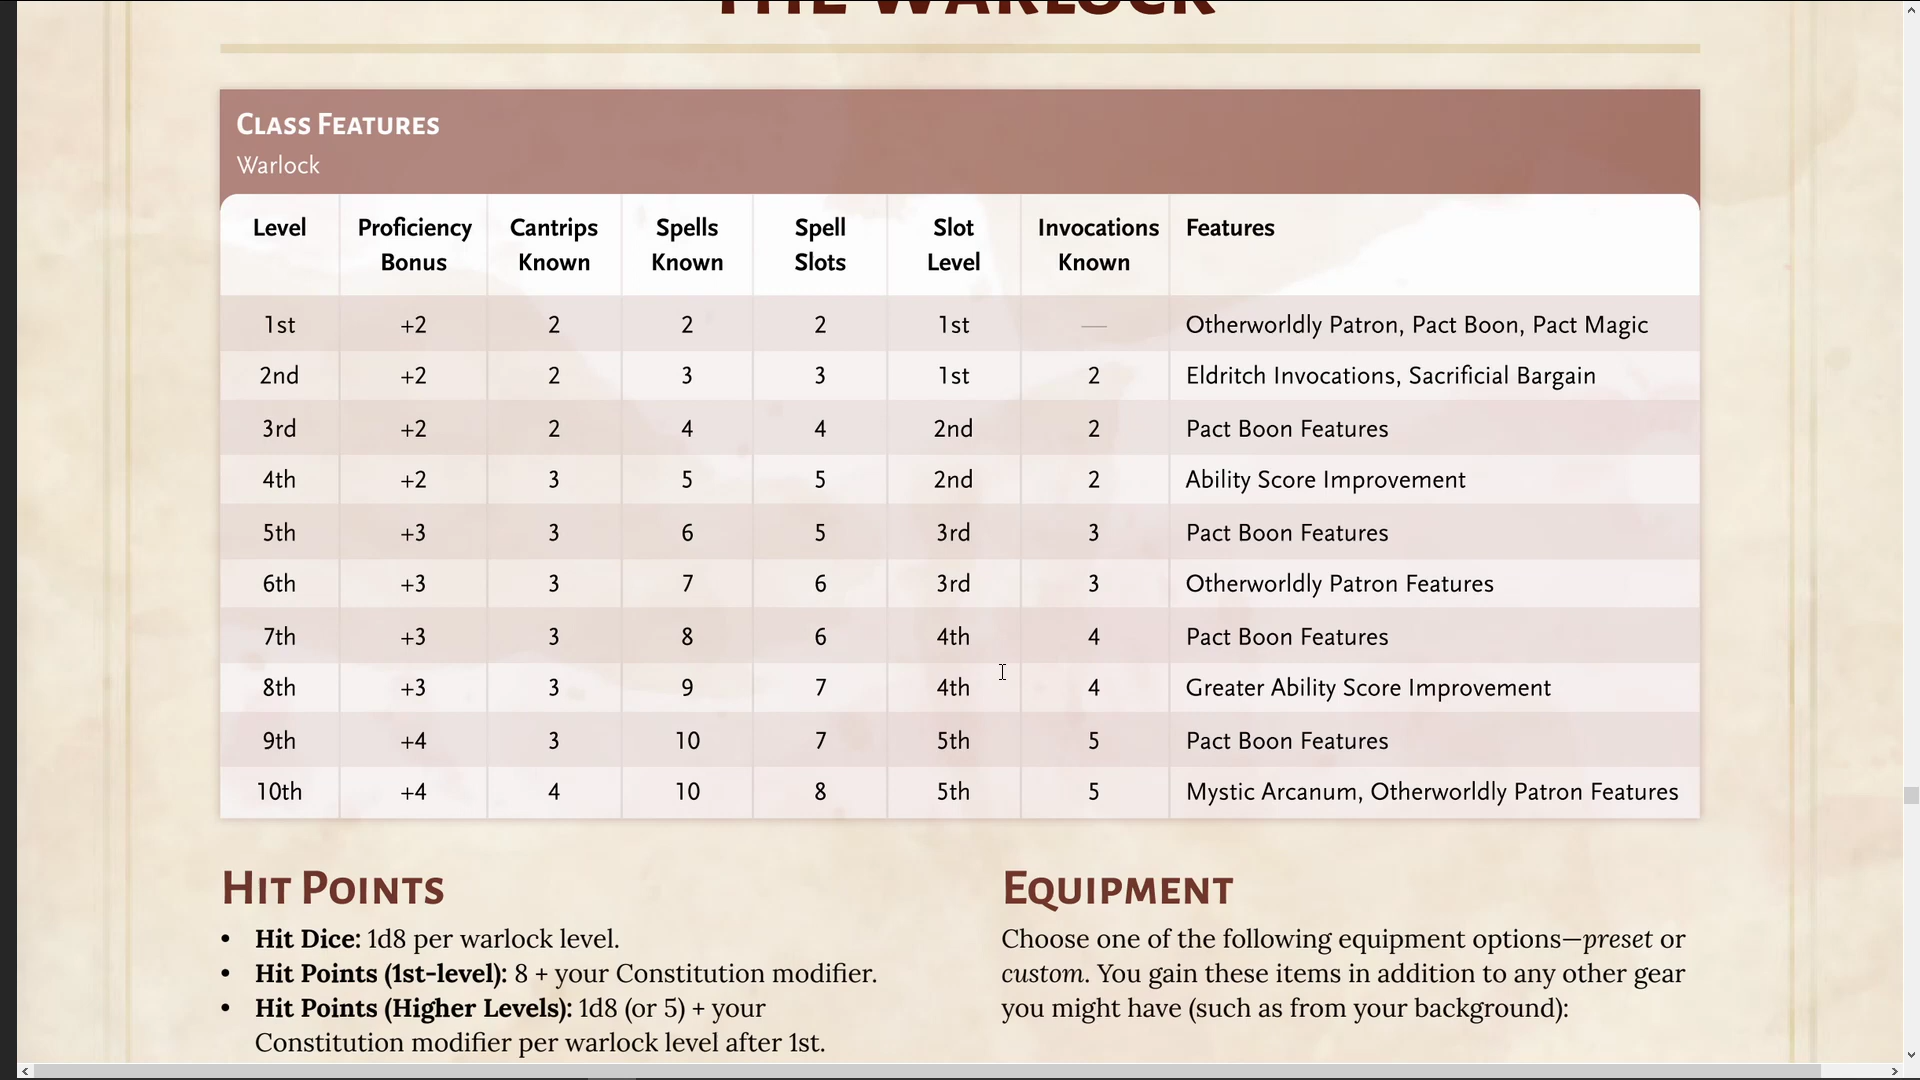 THE WARLOCK
CLASS FEATURES
Warlock
Level Proficiency Bonus Cantrips Known Spells Known Spell Slots Slot Level Invocations Known Features
1st +2 2 2 2 1st — Otherworldly Patron, Pact Boon, Pact Magic
2nd +2 2 3 3 1st 2 Eldritch Invocations, Sacrificial Bargain
3rd +2 2 4 4 2nd 2 Pact Boon Features
4th +2 3 5 5 2nd 2 Ability Score Improvement
5th +3 3 6 5 3rd 3 Pact Boon Features
6th +3 3 7 6 3rd 3 Otherworldly Patron Features
7th +3 3 8 6 4th 4 Pact Boon Features
8th +3 3 9 7 4th 4 Greater Ability Score Improvement
9th +4 3 10 7 5th 5 Pact Boon Features
10th +4 4 10 8 5th 5 Mystic Arcanum, Otherworldly Patron Features
HIT POINTS
• Hit Dice: 1d8 per warlock level.
• Hit Points (1st-level): 8 + your Constitution modifier.
• Hit Points (Higher Levels): 1d8 (or 5) + your
Constitution modifier per warlock level after 1st.
EQUIPMENT
Choose one of the following equipment options—preset or
custom. You gain these items in addition to any other gear
you might have (such as from your background):